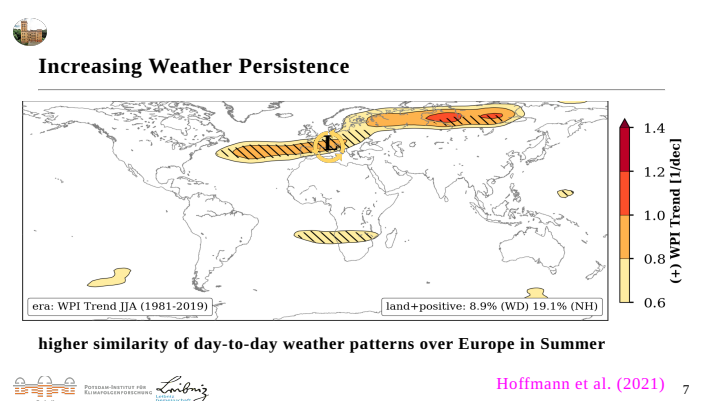 Increasing Weather Persistence
L
1.4
1.2
1.0
0.8
0.6
(+) WPI Trend [1/dec]
era: WPI Trend JJA (1981-2019)
land+positive: 8.9% (WD) 19.1% (NH)
higher similarity of day-to-day weather patterns over Europe in Summer
Potsdam-Institut für
Klimafolgenforschung
Leibniz
Leibniz
Hoffmann et al. (2021)
7